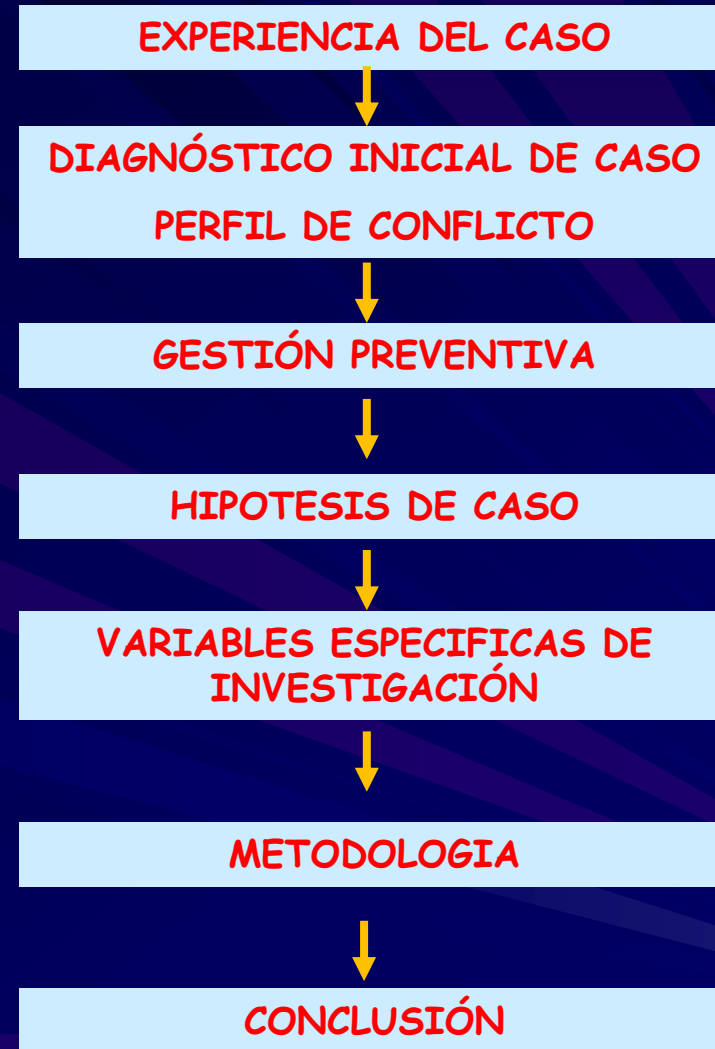 EXPERIENCIA DEL CASO
DIAGNÓSTICO INICIAL DE CASO
PERFIL DE CONFLICTO
GESTIÓN PREVENTIVA
HIPOTESIS DE CASO
VARIABLES ESPECIFICAS DE
INVESTIGACIÓN
METODOLOGIA
CONCLUSIÓN